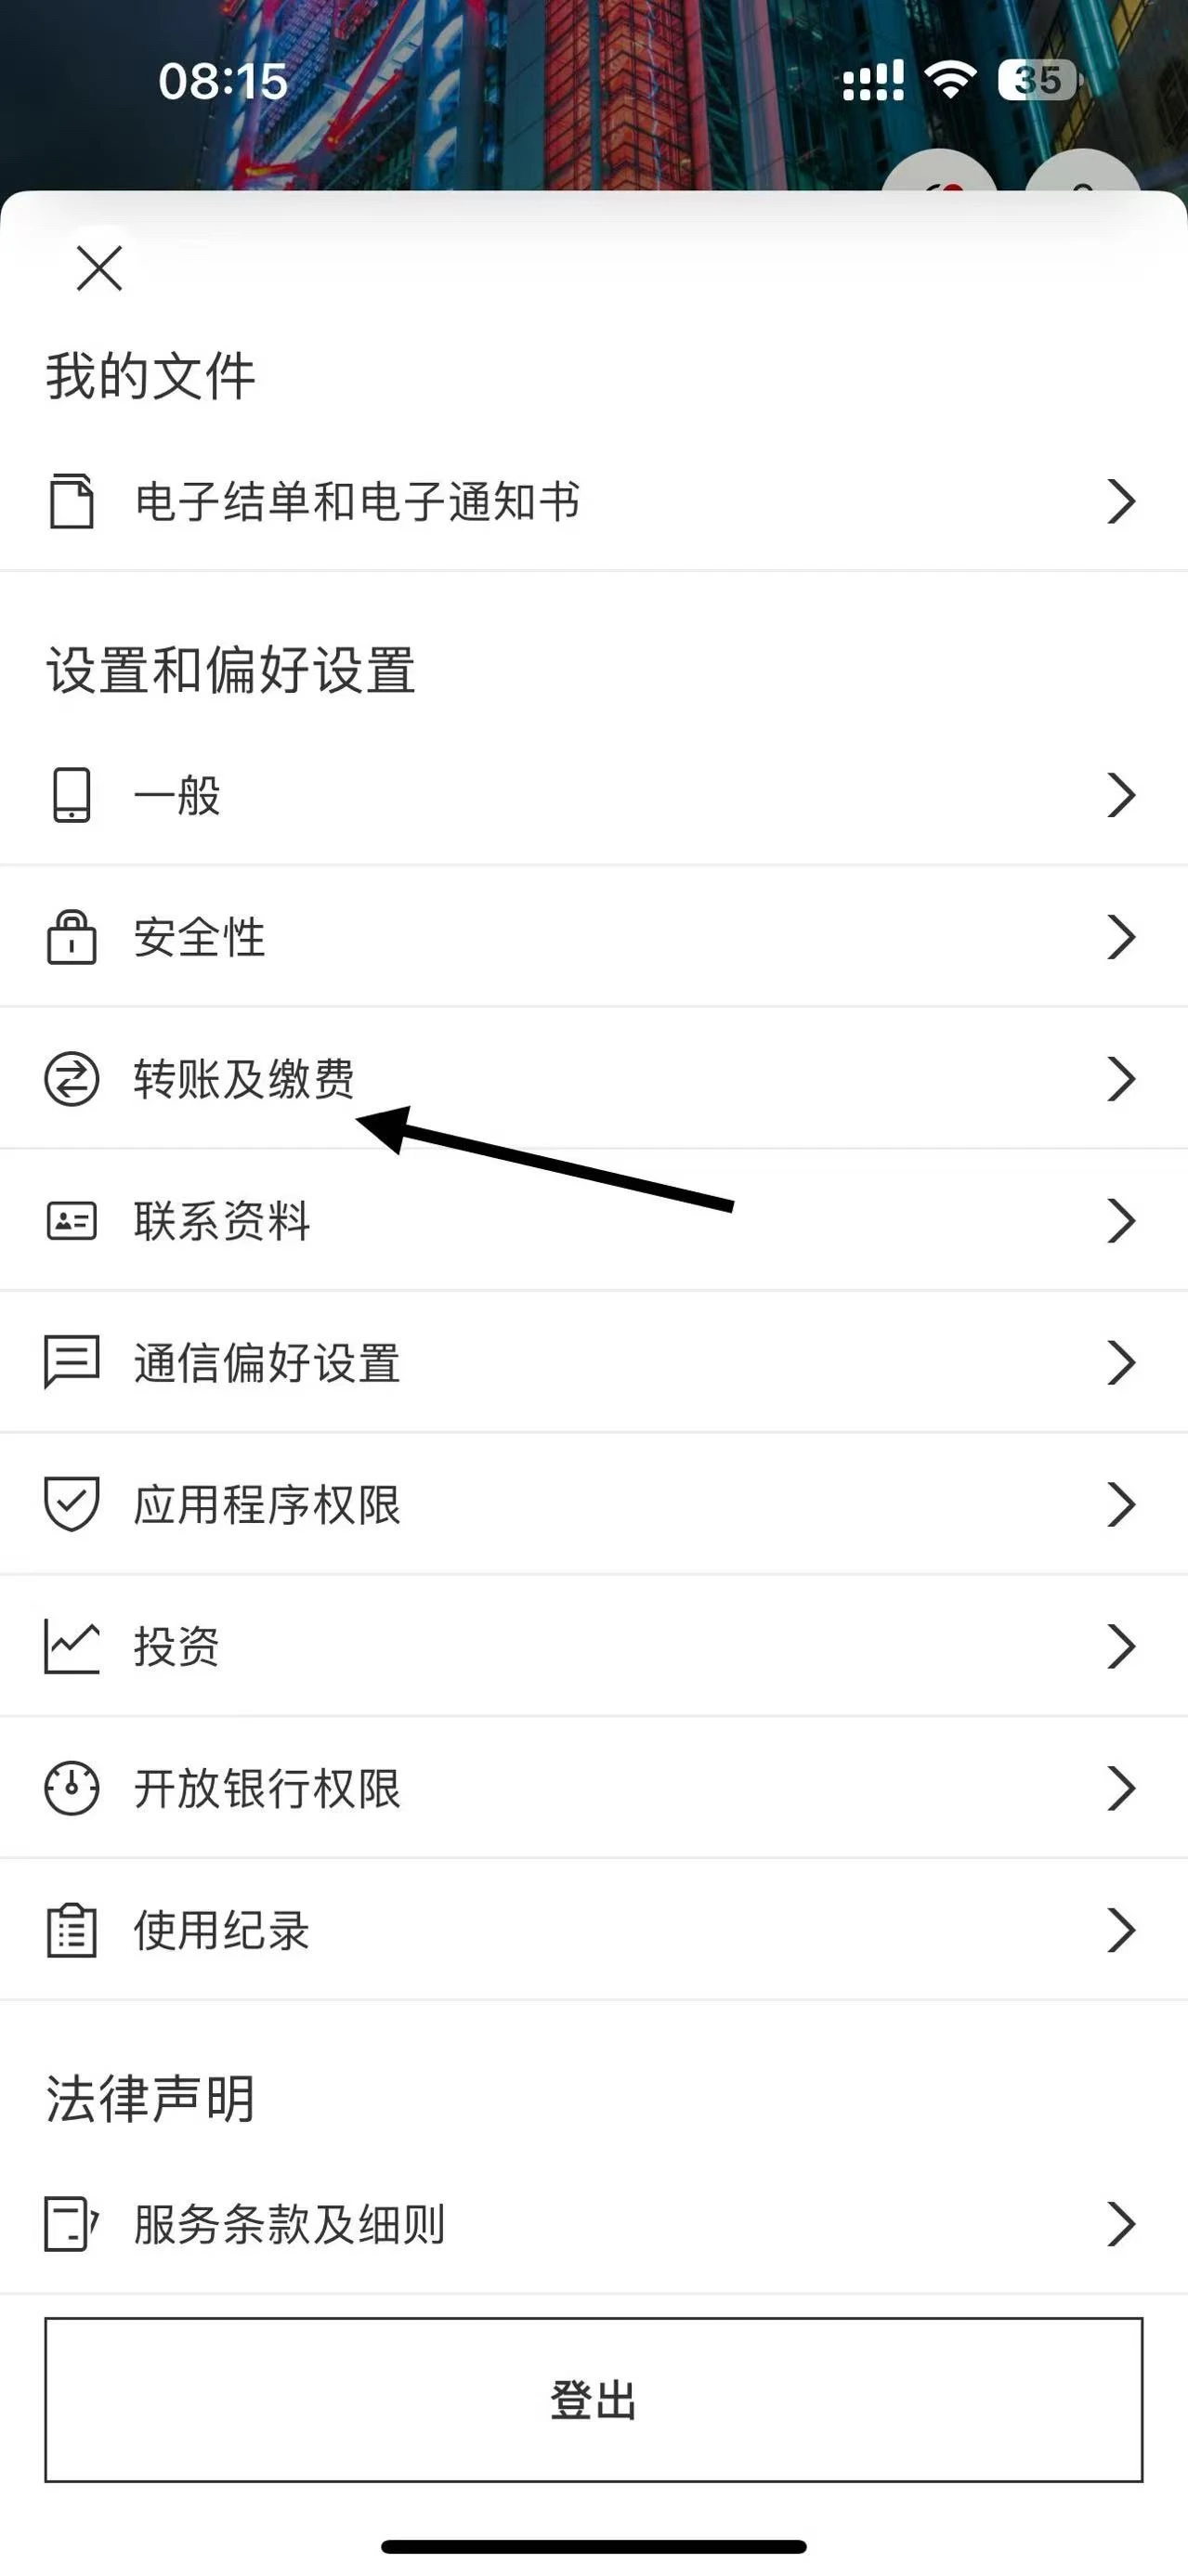 08:15
35
我的文件
电子结单和电子通知书
设置和偏好设置
一般
安全性
转账及缴费
联系资料
通信偏好设置
应用程序权限
投资
开放银行权限
使用纪录
法律声明
服务条款及细则
登出